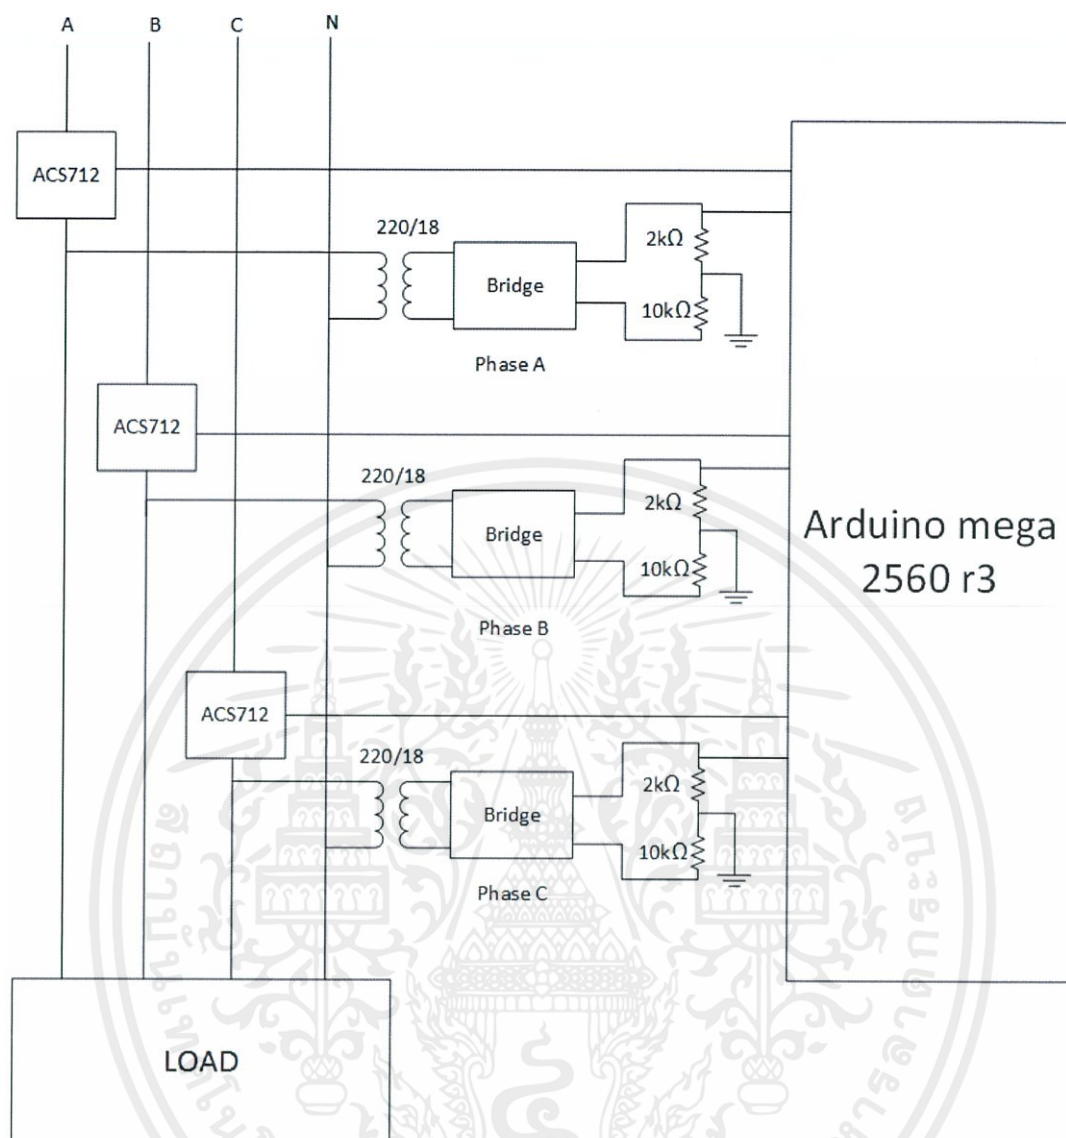 A B C N
ACS712
220/18
2kΩ
Bridge
10kΩ
Phase A
ACS712
220/18
2kΩ
Bridge
10kΩ
Phase B
Arduino mega
2560 r3
ACS712
220/18
2kΩ
Bridge
10kΩ
Phase C
LOAD